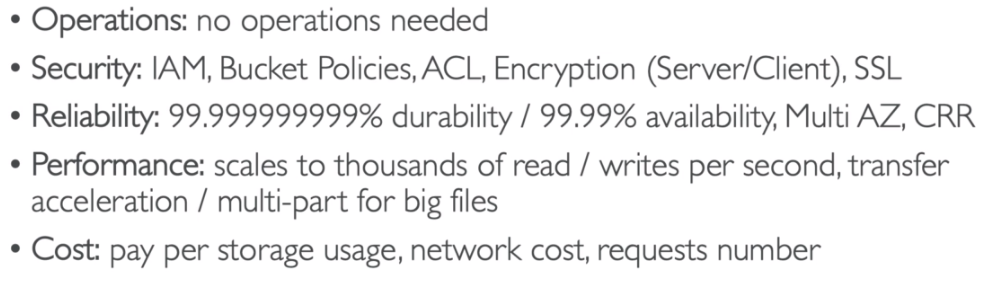 • Operations: no operations needed
• Security: IAM, Bucket Policies, ACL, Encryption (Server/Client), SSL
• Reliability: 99.999999999% durability / 99.99% availability, Multi AZ, CRR
• Performance: scales to thousands of read / writes per second, transfer
acceleration / multi-part for big files
• Cost: pay per storage usage, network cost, requests number